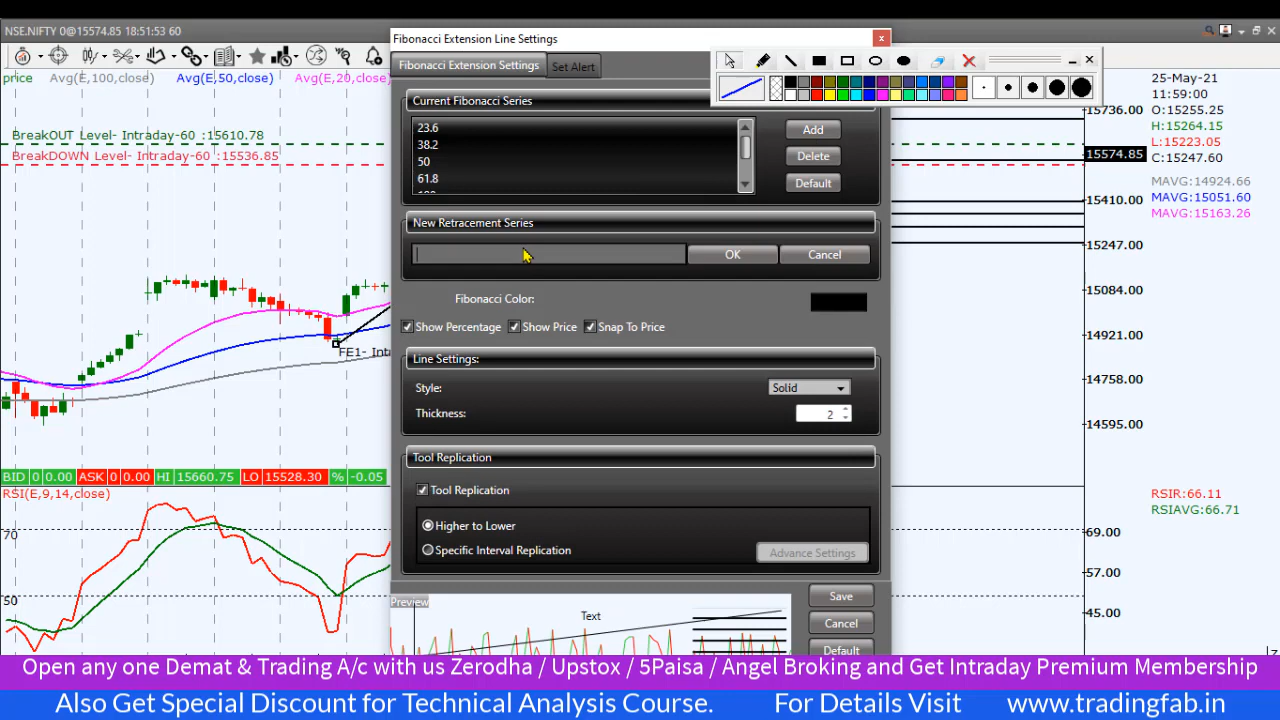 NSE.NIFTY 0@15574.85 18:51:53 60
Fibonacci Extension Line Settings
Fibonacci Extension Settings
Set Alert
price Avg(E,100,close) Avg(E,50,close) Avg(E,20,
BreakOUT Level- Intraday-60 :15610.78
BreakDOWN Level- Intraday-60 :15536.85
Current Fibonacci Series
23.6
38.2
50
61.8
Add
Delete
Default
New Retracement Series
OK Cancel
Fibonacci Color:
Show Percentage Show Price Snap To Price
Line Settings:
Style: Solid
Thickness: 2
Tool Replication
Tool Replication
Higher to Lower
Specific Interval Replication
Advance Settings
Preview
Text
Save
Cancel
Default
FE1- Int
BID 0 0.00 ASK 0 0.00 HI 15660.75 LO 15528.30 % -0.05
RSI(E,9,14,close)
70
50
25-May-21
11:59:00
O:15255.25
H:15264.15
L:15223.05
C:15247.60
MAVG:14924.66
MAVG:15051.60
MAVG:15163.26
15736.00
15574.85
15410.00
15247.00
15084.00
14921.00
14758.00
14595.00
RSIR:66.11
RSIAVG:66.71
69.00
57.00
45.00
Open any one Demat & Trading A/c with us Zerodha / Upstox / 5Paisa / Angel Broking and Get Intraday Premium Membership
Also Get Special Discount for Technical Analysis Course. For Details Visit www.tradingfab.in